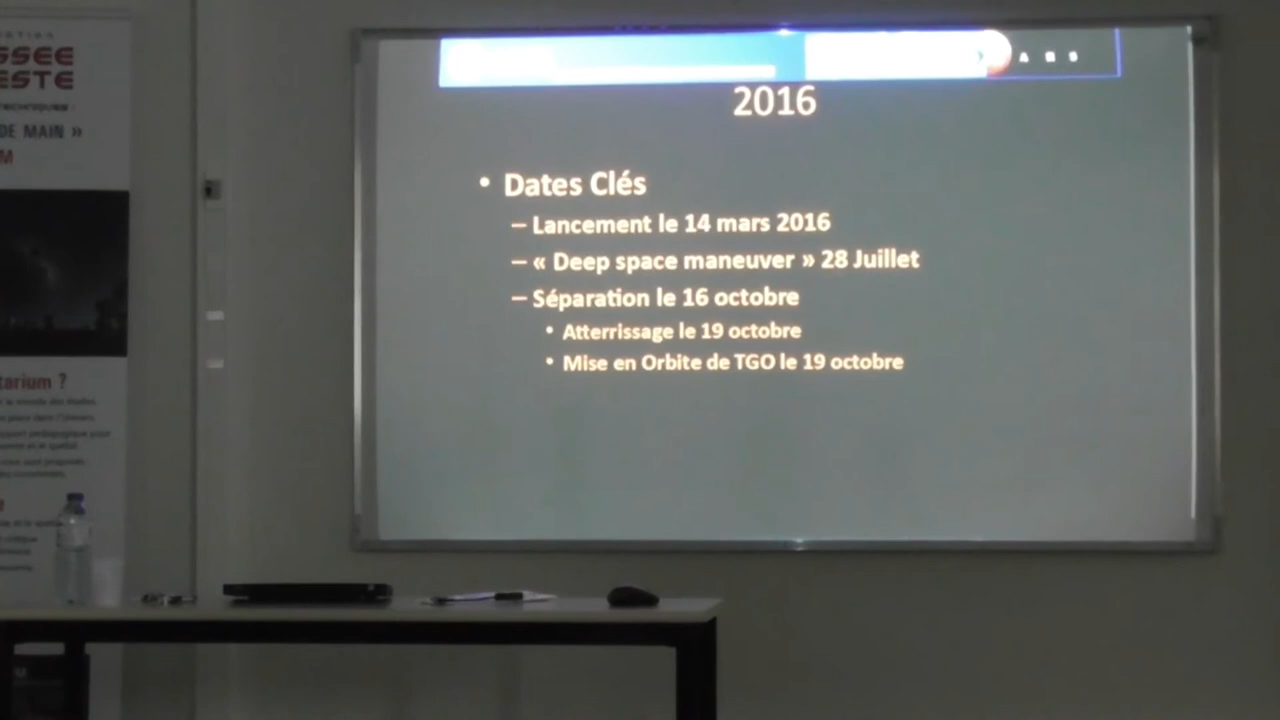 SSEE
ESTE
TECHNIQUES :
DE MAIN »
M
tarium ?
2016
• Dates Clés
– Lancement le 14 mars 2016
– « Deep space maneuver » 28 Juillet
– Séparation le 16 octobre
• Atterrissage le 19 octobre
• Mise en Orbite de TGO le 19 octobre